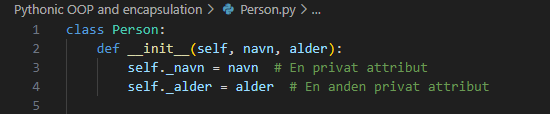 Pythonic OOP and encapsulation > Person.py > ...
1 class Person:
2     def __init__(self, navn, alder):
3         self._navn = navn  # En privat attribut
4         self._alder = alder  # En anden privat attribut
5